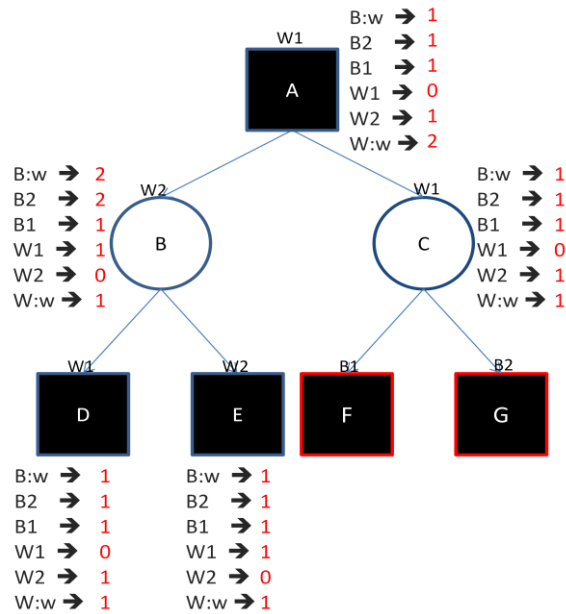 W1
A
B:w ➔ 1
B2 ➔ 1
B1 ➔ 1
W1 ➔ 0
W2 ➔ 1
W:w ➔ 2
W2
B
B:w ➔ 2
B2 ➔ 2
B1 ➔ 1
W1 ➔ 1
W2 ➔ 0
W:w ➔ 1
W1
C
B:w ➔ 1
B2 ➔ 1
B1 ➔ 1
W1 ➔ 0
W2 ➔ 1
W:w ➔ 1
W1
D
W2
E
B1
F
B2
G
B:w ➔ 1
B2 ➔ 1
B1 ➔ 1
W1 ➔ 0
W2 ➔ 1
W:w ➔ 1
B:w ➔ 1
B2 ➔ 1
B1 ➔ 1
W1 ➔ 1
W2 ➔ 0
W:w ➔ 1